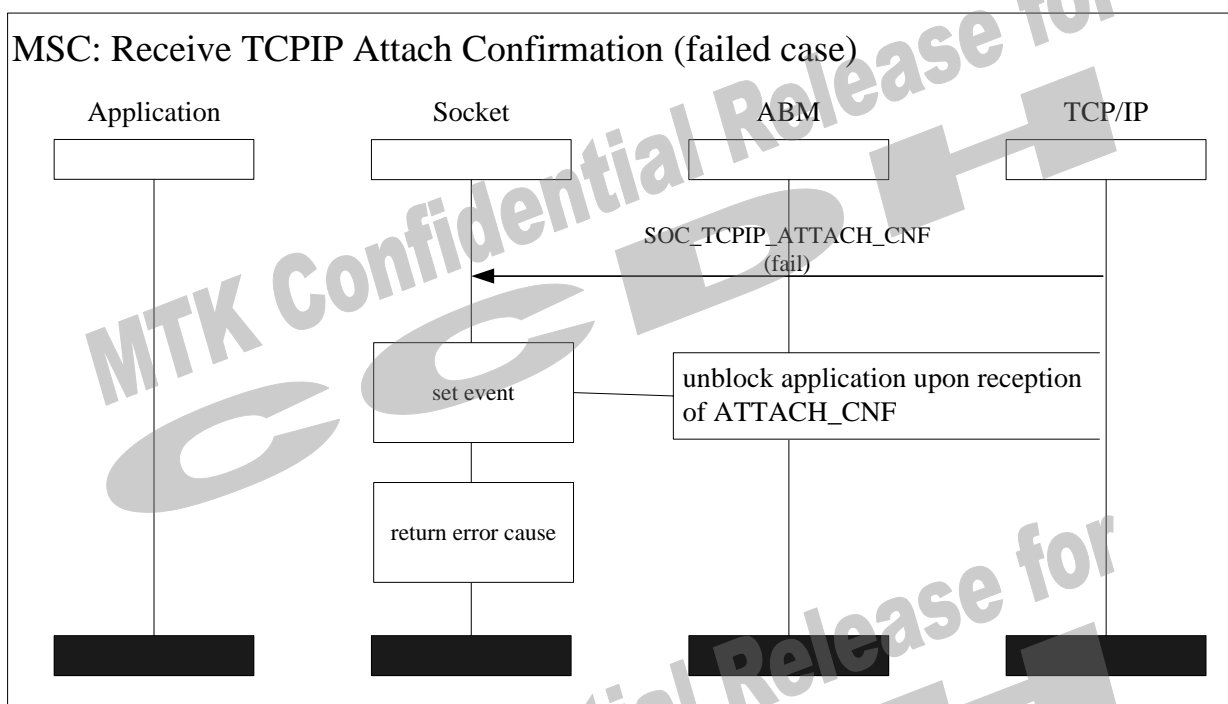 MSC: Receive TCPIP Attach Confirmation (failed case)
Application
Socket
ABM
TCP/IP
SOC_TCPIP_ATTACH_CNF
(fail)
set event
unblock application upon reception
of ATTACH_CNF
return error cause
MTK Confidential Release for
CCDH
Release for